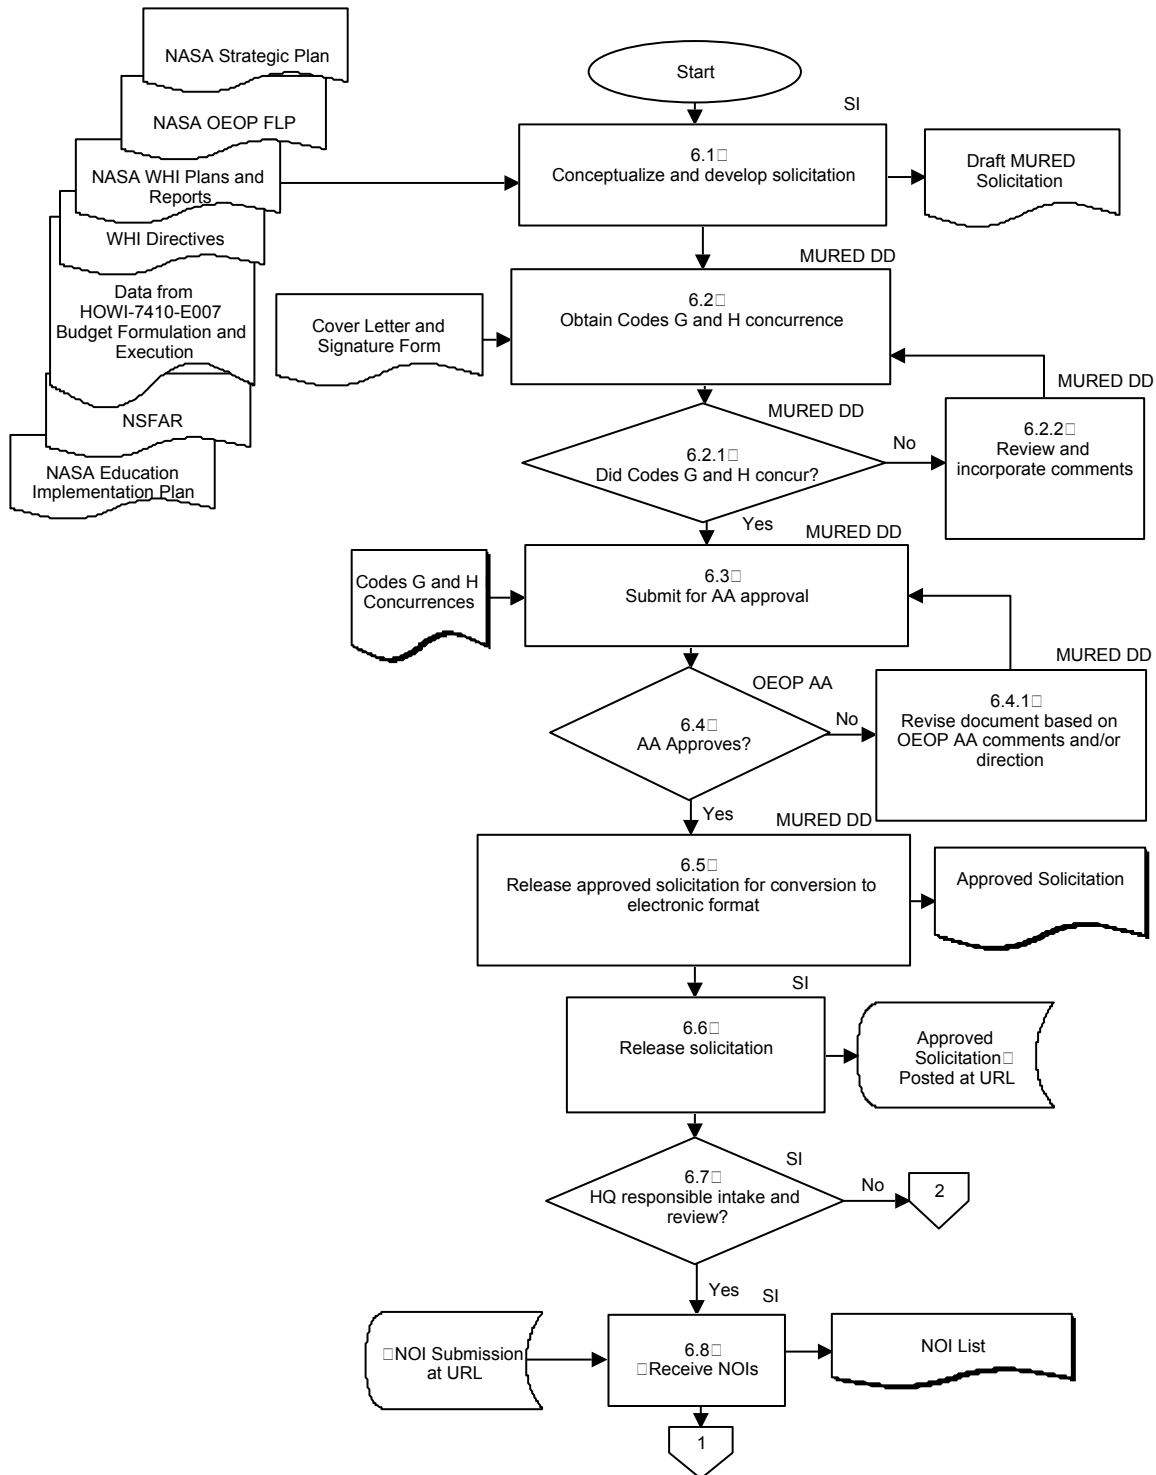 NASA Strategic Plan
NASA OEOP FLP
NASA WHI Plans and
Reports
WHI Directives
Data from
HOWI-7410-E007
Budget Formulation and
Execution
NSFAR
NASA Education
Implementation Plan
Start
SI
6.1□
Conceptualize and develop solicitation
Draft MURED
Solicitation
MURED DD
6.2□
Obtain Codes G and H concurrence
Cover Letter and
Signature Form
MURED DD
6.2.1□
Did Codes G and H concur?
No
MURED DD
6.2.2□
Review and
incorporate comments
Yes
MURED DD
Codes G and H
Concurrences
6.3□
Submit for AA approval
OEOP AA
6.4□
AA Approves?
No
MURED DD
6.4.1□
Revise document based on
OEOP AA comments and/or
direction
Yes
MURED DD
6.5□
Release approved solicitation for conversion to
electronic format
Approved Solicitation
SI
6.6□
Release solicitation
Approved
Solicitation□
Posted at URL
SI
6.7□
HQ responsible intake and
review?
No
2
Yes
SI
□NOI Submission
at URL
6.8□
□Receive NOIs
NOI List
1